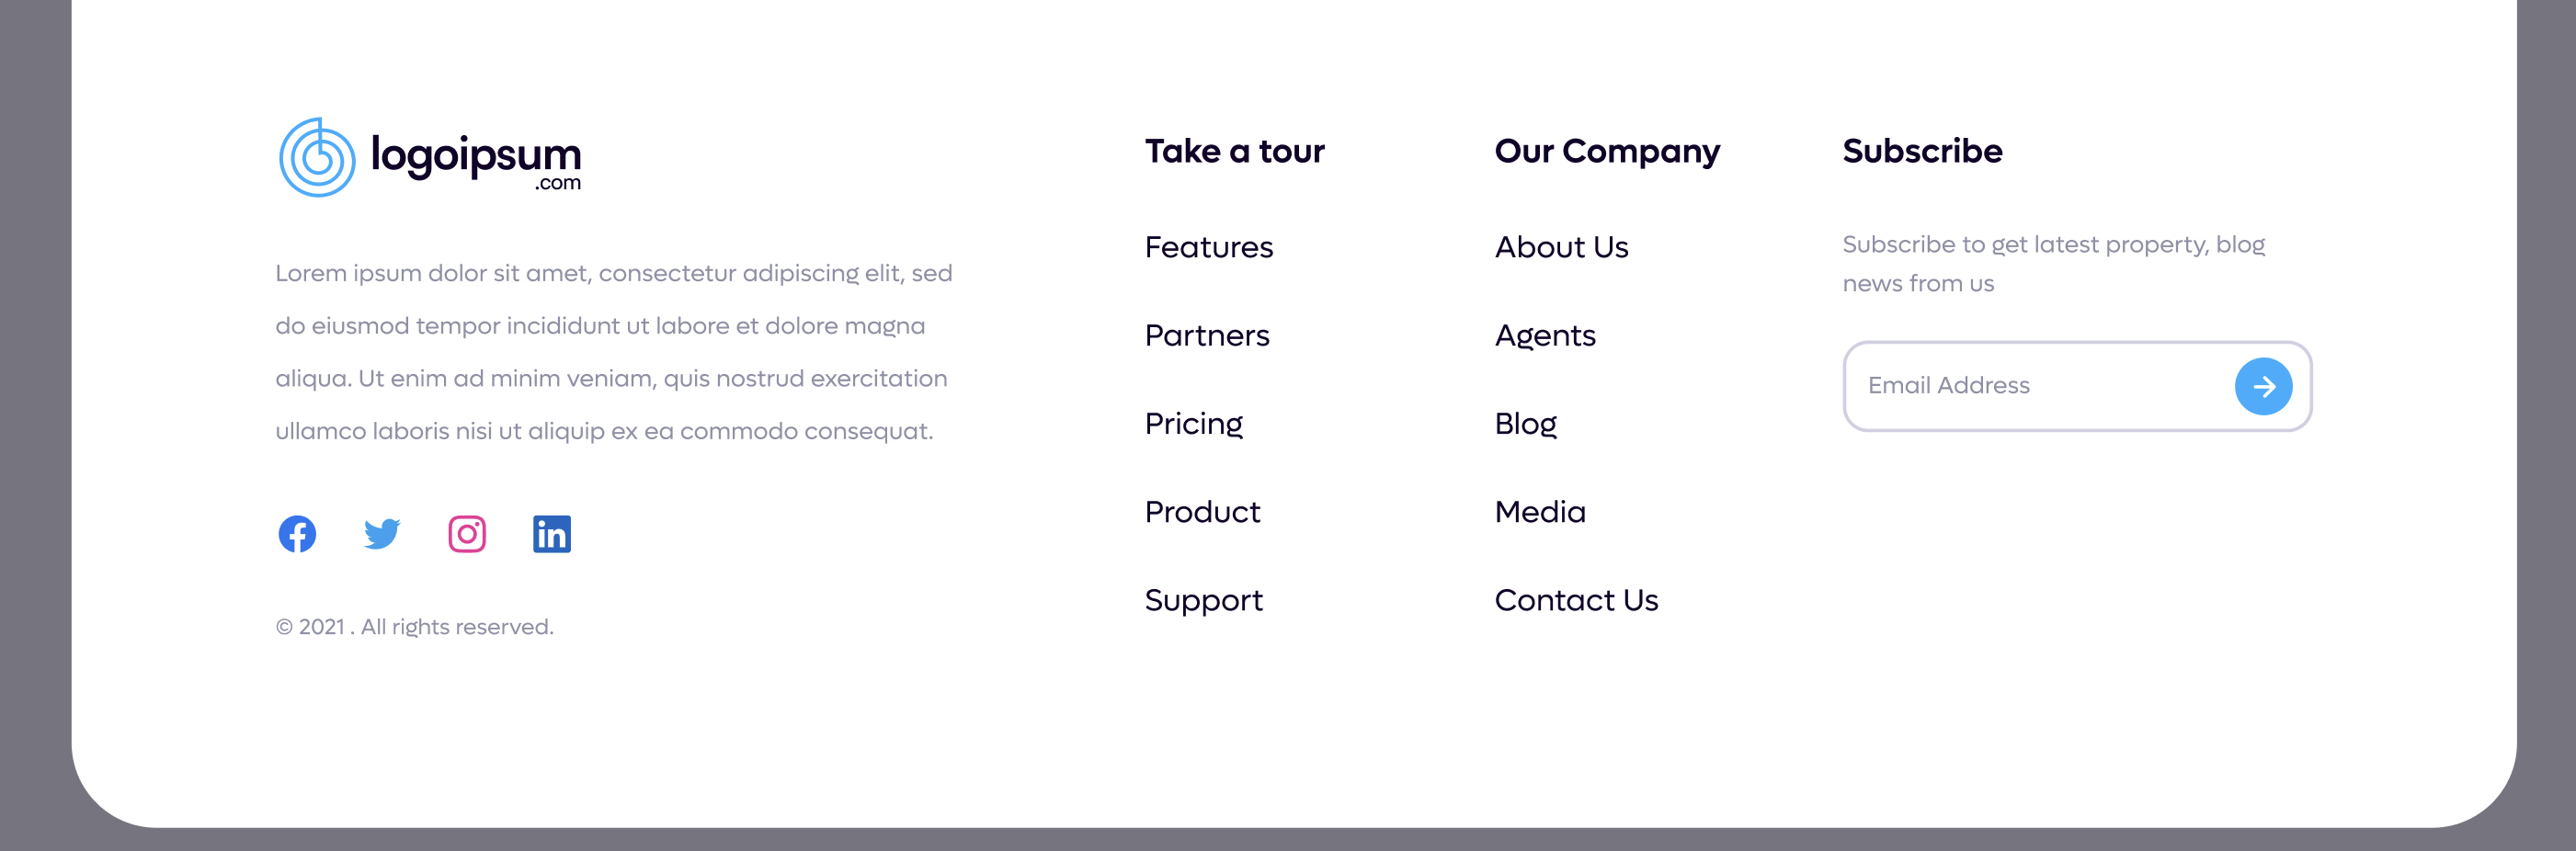 logoipsum
.com
Lorem ipsum dolor sit amet, consectetur adipiscing elit, sed
do eiusmod tempor incididunt ut labore et dolore magna
aliqua. Ut enim ad minim veniam, quis nostrud exercitation
ullamco laboris nisi ut aliquip ex ea commodo consequat.
© 2021 . All rights reserved.
Take a tour
Features
Partners
Pricing
Product
Support
Our Company
About Us
Agents
Blog
Media
Contact Us
Subscribe
Subscribe to get latest property, blog
news from us
Email Address